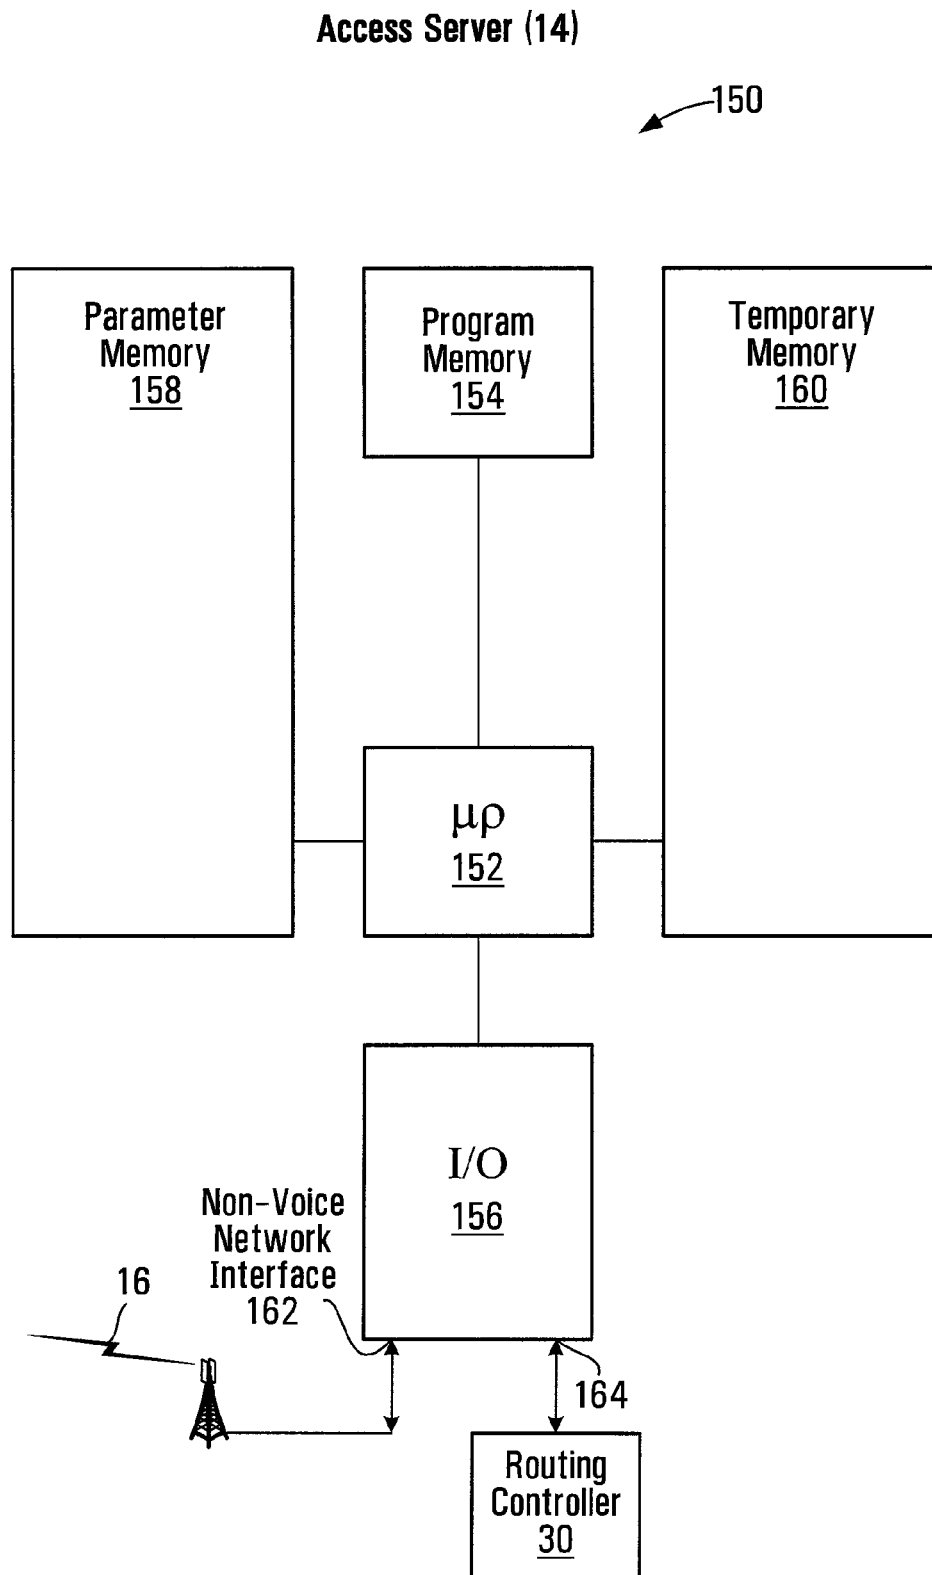 Access Server (14)
150
Parameter
Memory
158
Program
Memory
154
Temporary
Memory
160
μρ
152
I/O
156
Non-Voice
Network
Interface
162
16
164
Routing
Controller
30